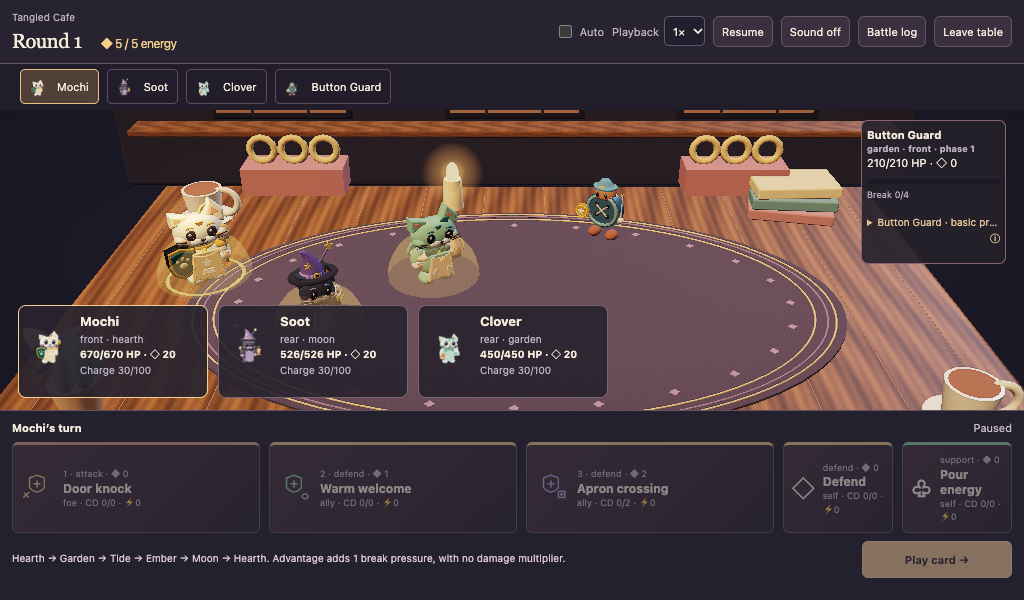 Tangled Cafe
Round 1
5 / 5 energy
Auto
Playback
1×
Resume
Sound off
Battle log
Leave table
Mochi
Soot
Clover
Button Guard
Button Guard
garden · front · phase 1
210/210 HP · ◇ 0
Break 0/4
▸ Button Guard · basic pr...
Mochi
front · hearth
670/670 HP · ◇ 20
Charge 30/100
Soot
rear · moon
526/526 HP · ◇ 20
Charge 30/100
Clover
rear · garden
450/450 HP · ◇ 20
Charge 30/100
Mochi's turn
Paused
1 · attack · ◆ 0
Door knock
foe · CD 0/0 · ⚡0
2 · defend · ◆ 1
Warm welcome
ally · CD 0/0 · ⚡0
3 · defend · ◆ 2
Apron crossing
ally · CD 0/2 · ⚡0
defend · ◆ 0
Defend
self · CD 0/0 ·
⚡0
support · ◆ 0
Pour
energy
self · CD 0/0 ·
⚡0
Hearth → Garden → Tide → Ember → Moon → Hearth. Advantage adds 1 break pressure, with no damage multiplier.
Play card →